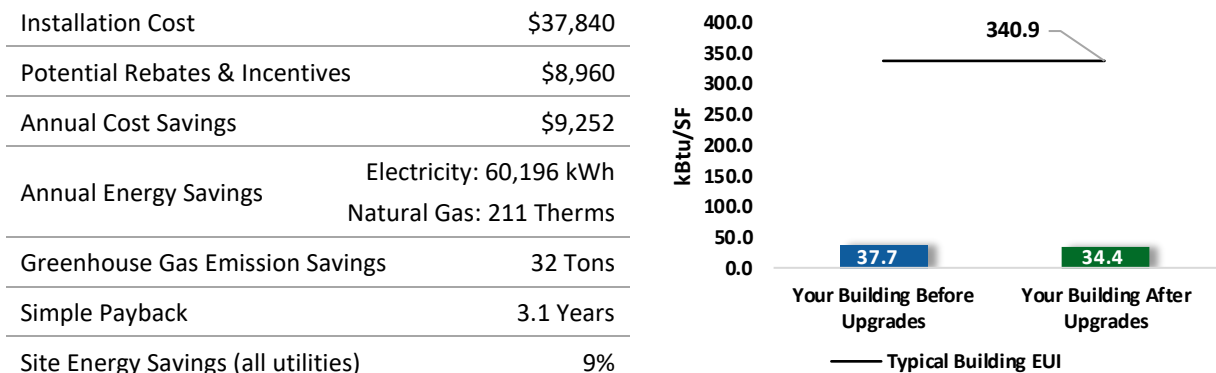 Installation Cost $37,840
Potential Rebates & Incentives $8,960
Annual Cost Savings $9,252
Annual Energy Savings
Electricity: 60,196 kWh
Natural Gas: 211 Therms
Greenhouse Gas Emission Savings 32 Tons
Simple Payback 3.1 Years
Site Energy Savings (all utilities) 9%
kBtu/SF
400.0
350.0
300.0
250.0
200.0
150.0
100.0
50.0
0.0
340.9
37.7
34.4
Your Building Before
Upgrades
Your Building After
Upgrades
Typical Building EUI